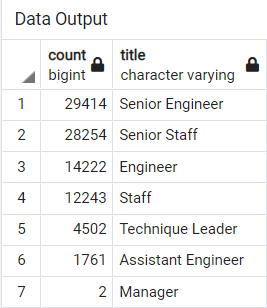 Data Output
count title
bigint character varying
1 29414 Senior Engineer
2 28254 Senior Staff
3 14222 Engineer
4 12243 Staff
5 4502 Technique Leader
6 1761 Assistant Engineer
7 2 Manager